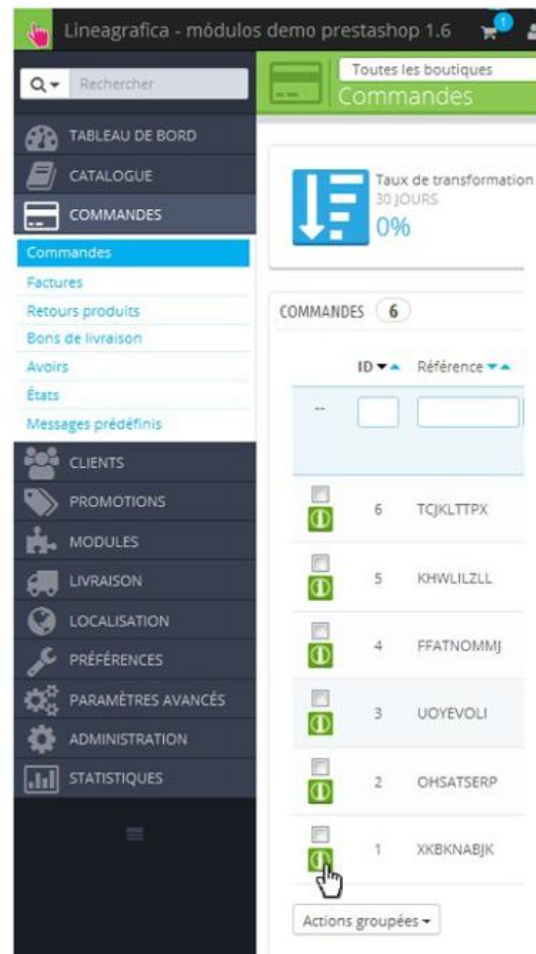 Lineagrafica - módulos demo prestashop 1.6
1
Rechercher
Toutes les boutiques
Commandes
TABLEAU DE BORD
CATALOGUE
COMMANDES
Commandes
Factures
Retours produits
Bons de livraison
Avoirs
États
Messages prédéfinis
CLIENTS
PROMOTIONS
MODULES
LIVRAISON
LOCALISATION
PRÉFÉRENCES
PARAMÈTRES AVANCÉS
ADMINISTRATION
STATISTIQUES
Taux de transformation
30 JOURS
0%
COMMANDES 6
ID Référence
--
6 TCJKLTTPX
5 KHWLILZLL
4 FFATNOMMJ
3 UOYEVOLI
2 OHSATSERP
1 XKBKNABJK
Actions groupées